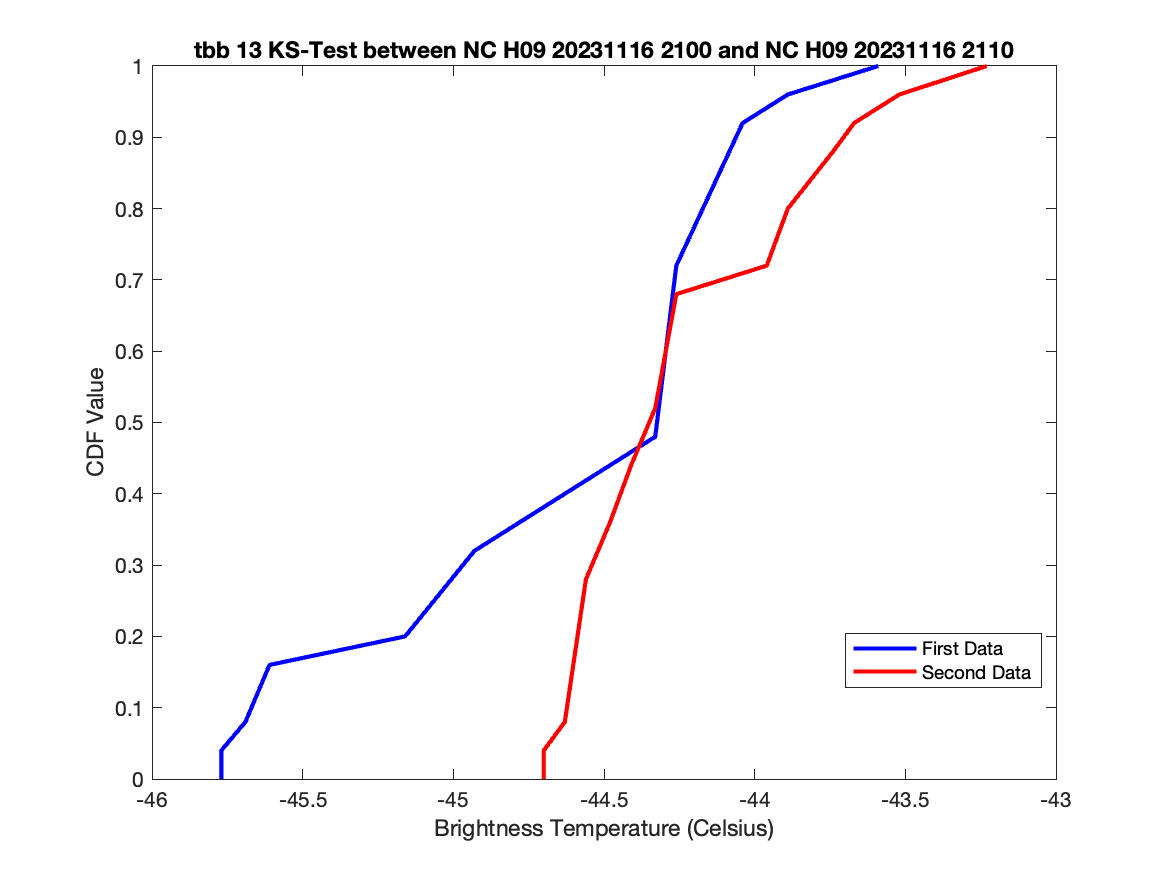 tbb 13 KS-Test between NC H09 20231116 2100 and NC H09 20231116 2110
1
0.9
0.8
0.7
0.6
0.5
0.4
0.3
0.2
0.1
0
CDF Value
First Data
Second Data
-46 -45.5 -45 -44.5 -44 -43.5 -43
Brightness Temperature (Celsius)